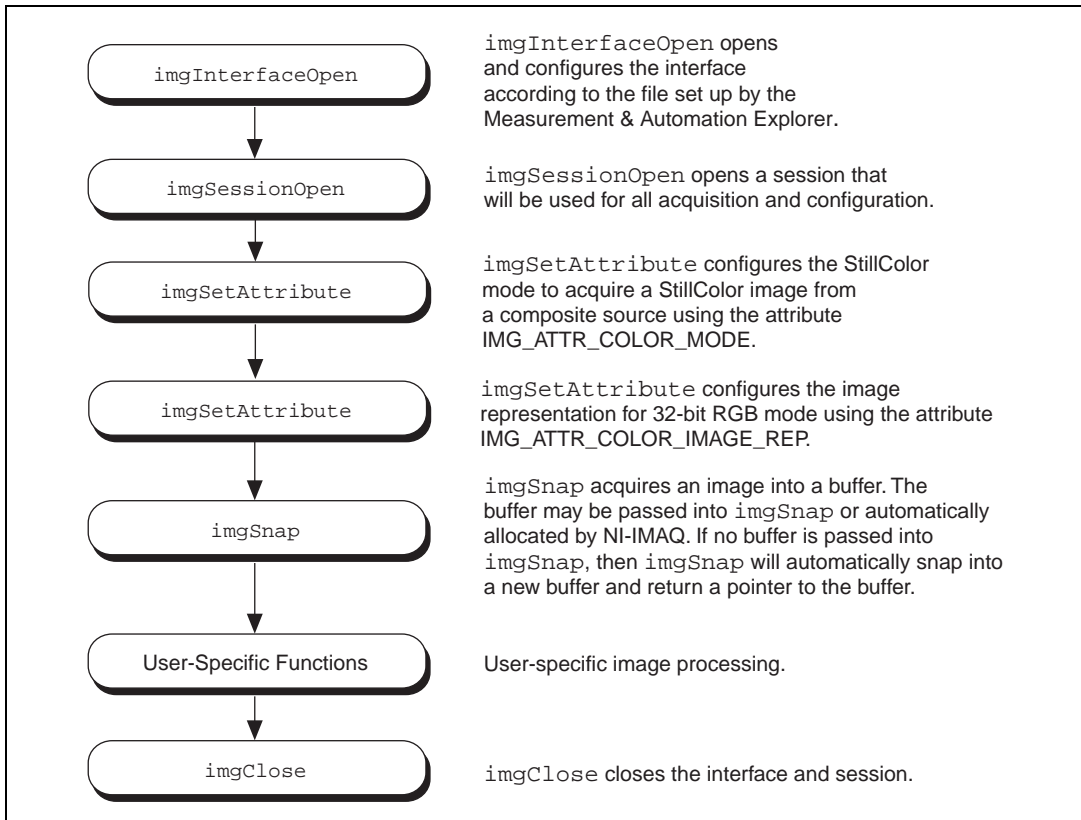 imgInterfaceOpen
imgInterfaceOpen opens
and configures the interface
according to the file set up by the
Measurement & Automation Explorer.
imgSessionOpen
imgSessionOpen opens a session that
will be used for all acquisition and configuration.
imgSetAttribute
imgSetAttribute configures the StillColor
mode to acquire a StillColor image from
a composite source using the attribute
IMG_ATTR_COLOR_MODE.
imgSetAttribute
imgSetAttribute configures the image
representation for 32-bit RGB mode using the attribute
IMG_ATTR_COLOR_IMAGE_REP.
imgSnap
imgSnap acquires an image into a buffer. The
buffer may be passed into imgSnap or automatically
allocated by NI-IMAQ. If no buffer is passed into
imgSnap, then imgSnap will automatically snap into
a new buffer and return a pointer to the buffer.
User-Specific Functions
User-specific image processing.
imgClose
imgClose closes the interface and session.